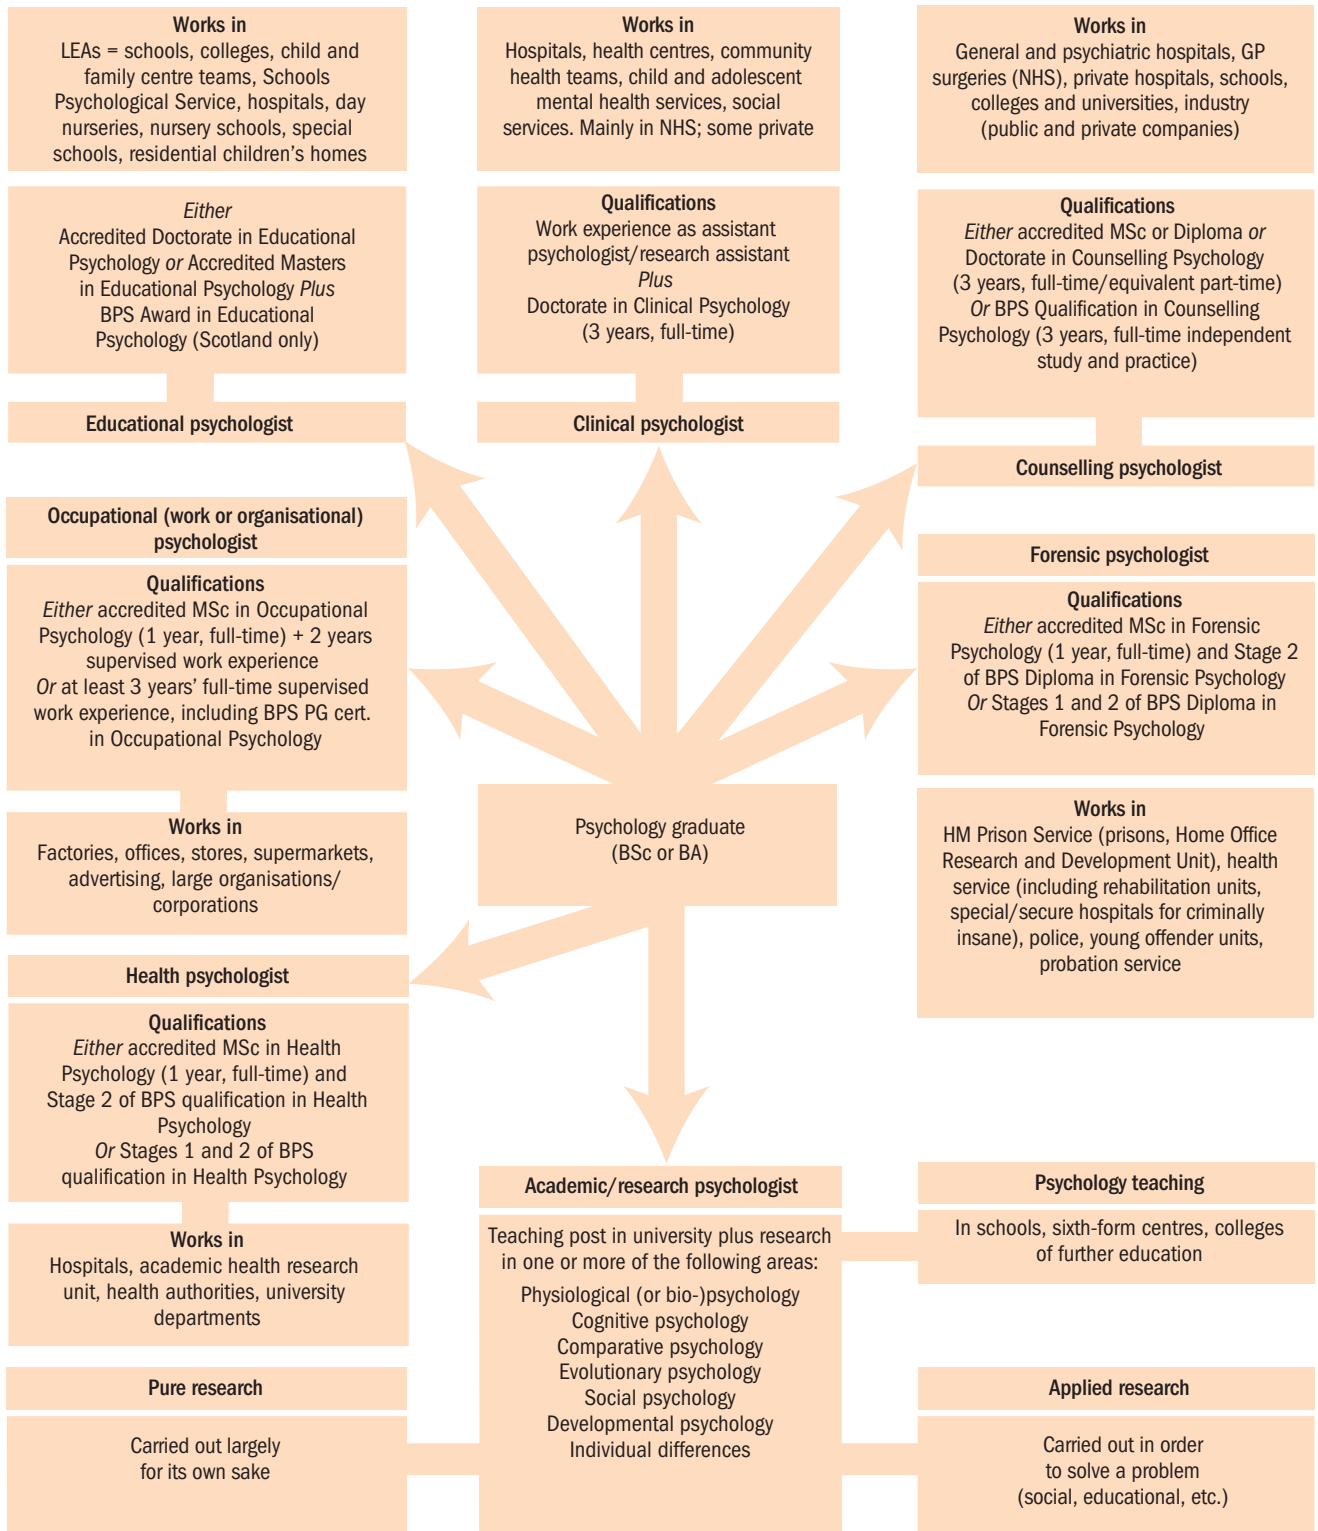 Works in
LEAs = schools, colleges, child and
family centre teams, Schools
Psychological Service, hospitals, day
nurseries, nursery schools, special
schools, residential children’s homes
Either
Accredited Doctorate in Educational
Psychology or Accredited Masters
in Educational Psychology Plus
BPS Award in Educational
Psychology (Scotland only)
Educational psychologist
Works in
Hospitals, health centres, community
health teams, child and adolescent
mental health services, social
services. Mainly in NHS; some private
Qualifications
Work experience as assistant
psychologist/research assistant
Plus
Doctorate in Clinical Psychology
(3 years, full-time)
Clinical psychologist
Works in
General and psychiatric hospitals, GP
surgeries (NHS), private hospitals, schools,
colleges and universities, industry
(public and private companies)
Qualifications
Either accredited MSc or Diploma or
Doctorate in Counselling Psychology
(3 years, full-time/equivalent part-time)
Or BPS Qualification in Counselling
Psychology (3 years, full-time independent
study and practice)
Counselling psychologist
Occupational (work or organisational)
psychologist
Qualifications
Either accredited MSc in Occupational
Psychology (1 year, full-time) + 2 years
supervised work experience
Or at least 3 years’ full-time supervised
work experience, including BPS PG cert.
in Occupational Psychology
Works in
Factories, offices, stores, supermarkets,
advertising, large organisations/
corporations
Forensic psychologist
Qualifications
Either accredited MSc in Forensic
Psychology (1 year, full-time) and Stage 2
of BPS Diploma in Forensic Psychology
Or Stages 1 and 2 of BPS Diploma in
Forensic Psychology
Works in
HM Prison Service (prisons, Home Office
Research and Development Unit), health
service (including rehabilitation units,
special/secure hospitals for criminally
insane), police, young offender units,
probation service
Psychology graduate
(BSc or BA)
Health psychologist
Qualifications
Either accredited MSc in Health
Psychology (1 year, full-time) and
Stage 2 of BPS qualification in Health
Psychology
Or Stages 1 and 2 of BPS
qualification in Health Psychology
Works in
Hospitals, academic health research
unit, health authorities, university
departments
Academic/research psychologist
Teaching post in university plus research
in one or more of the following areas:
Physiological (or bio-)psychology
Cognitive psychology
Comparative psychology
Evolutionary psychology
Social psychology
Developmental psychology
Individual differences
Psychology teaching
In schools, sixth-form centres, colleges
of further education
Pure research
Carried out largely
for its own sake
Applied research
Carried out in order
to solve a problem
(social, educational, etc.)